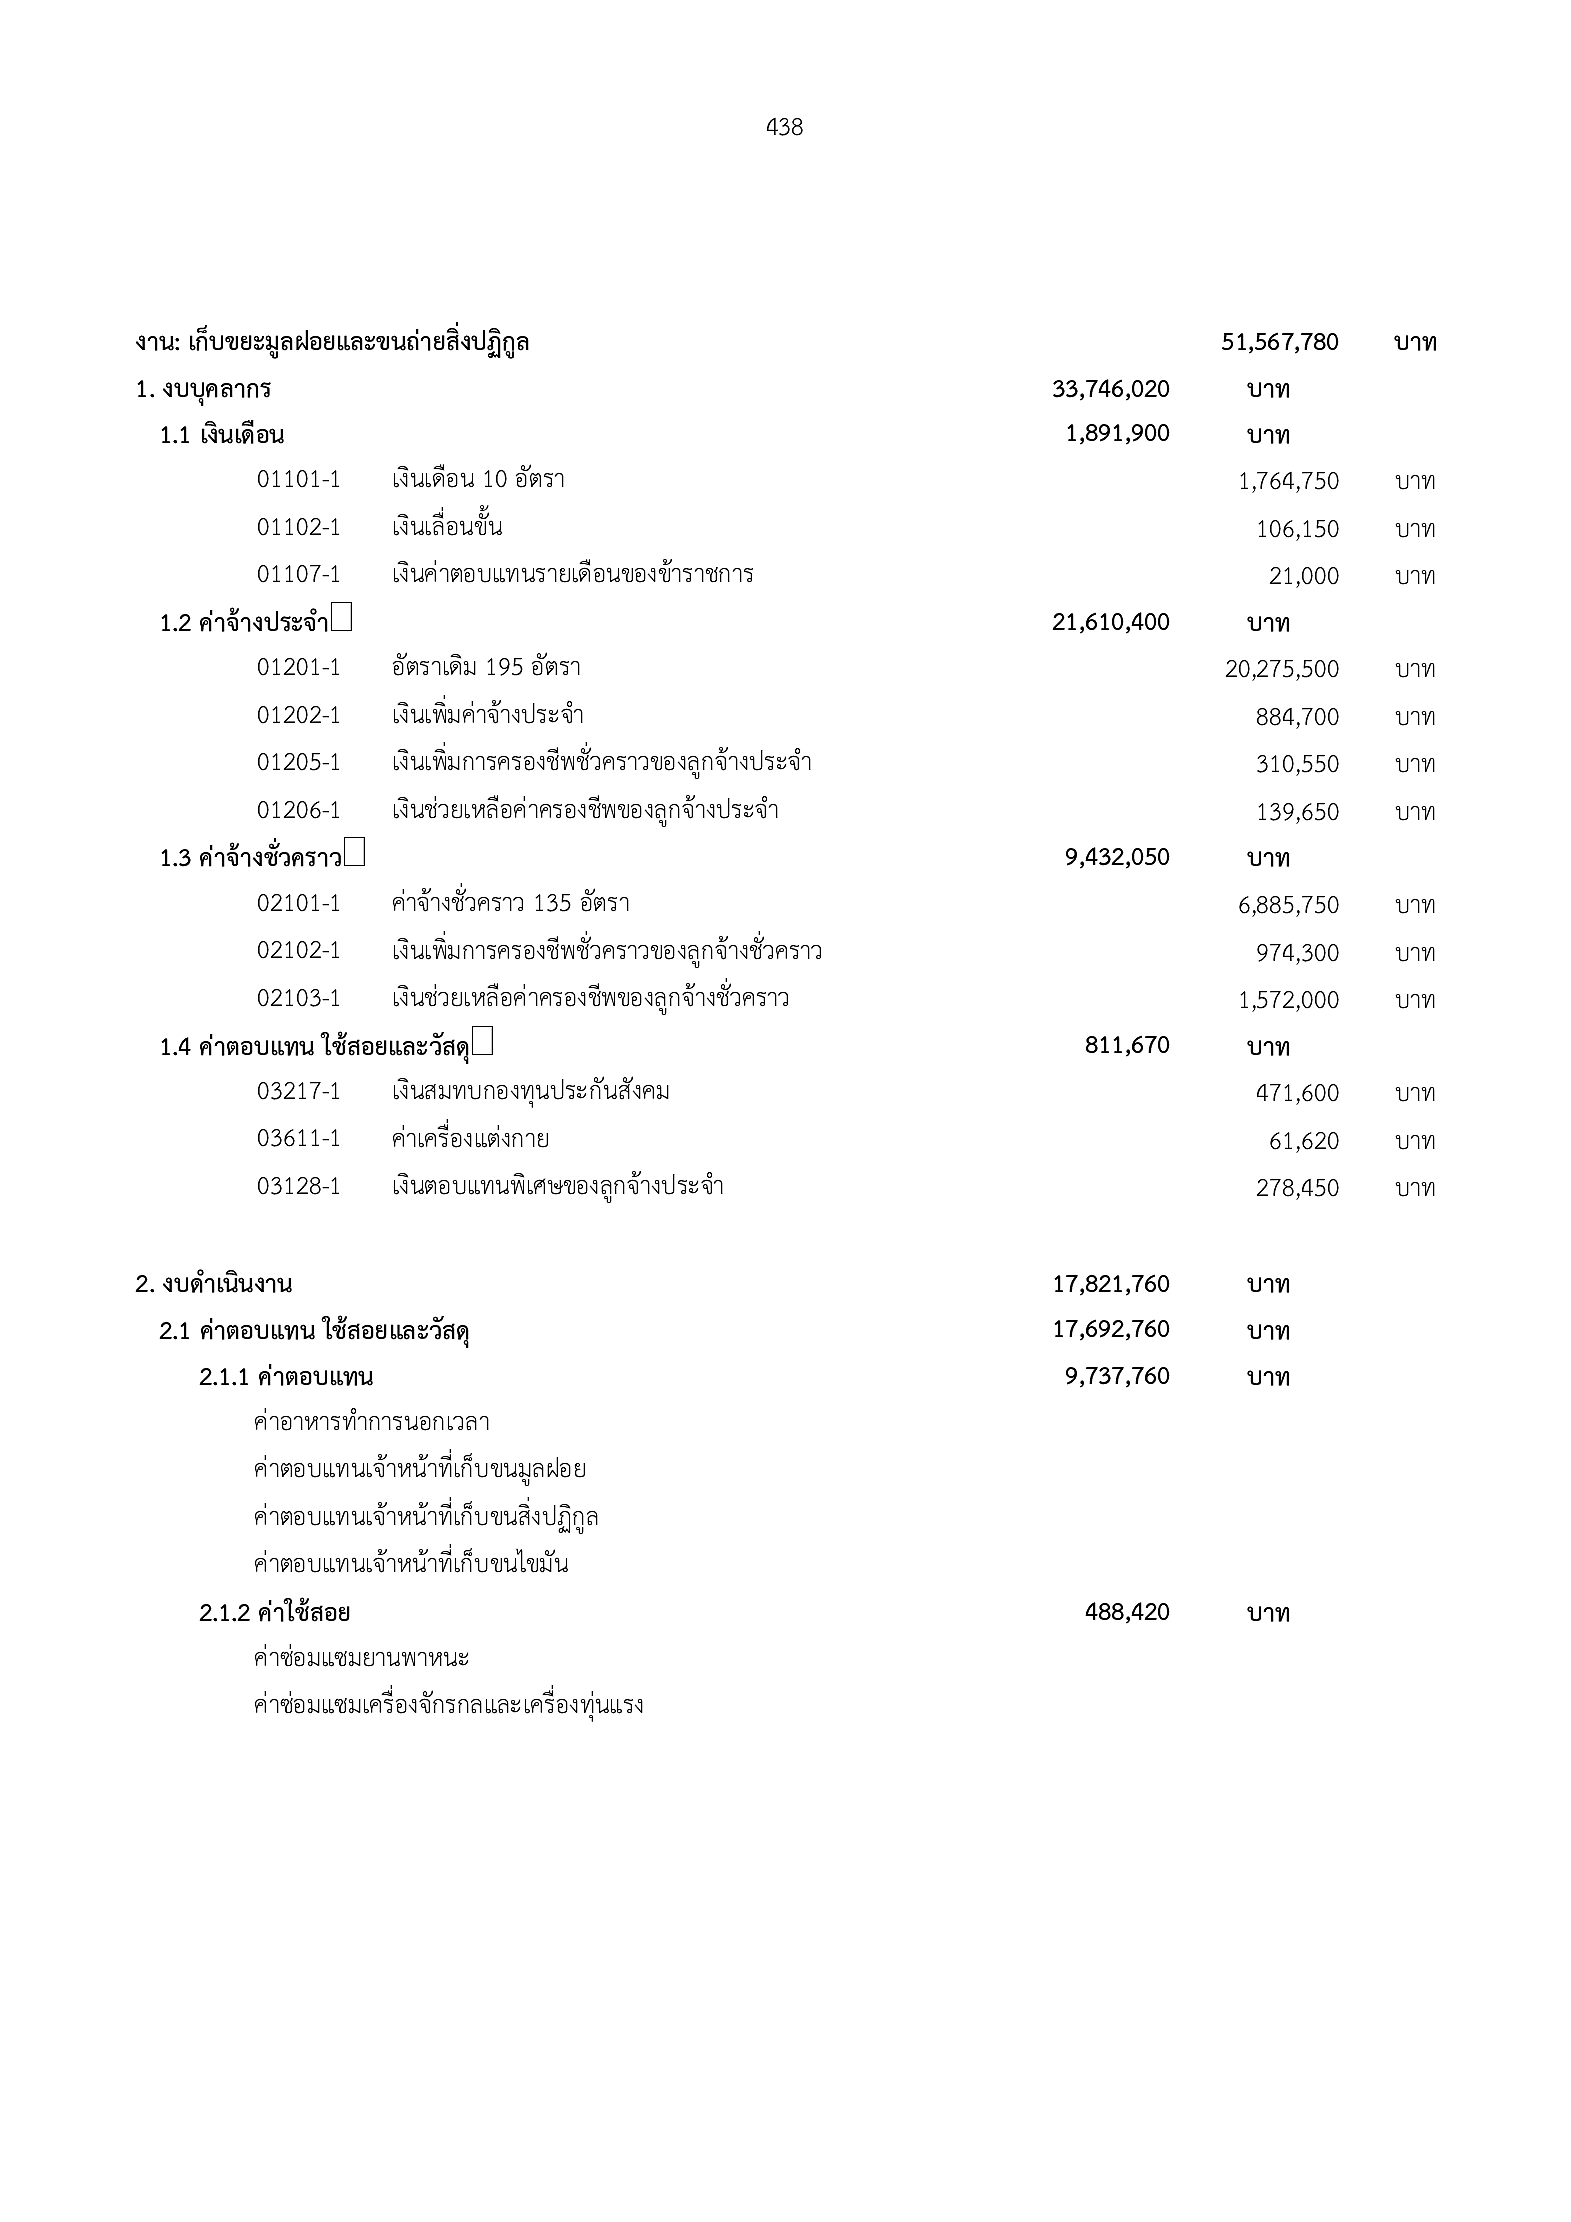 438
งาน: เก็บขยะมูลฝอยและขนถ่ายสิ่งปฏิกูล 51,567,780 บาท
1. งบบุคลากร 33,746,020 บาท
1.1 เงินเดือน 1,891,900 บาท
01101-1 เงินเดือน 10 อัตรา 1,764,750 บาท
01102-1 เงินเลื่อนขั้น 106,150 บาท
01107-1 เงินค่าตอบแทนรายเดือนของข้าราชการ 21,000 บาท
1.2 ค่าจ้างประจำ 21,610,400 บาท
01201-1 อัตราเดิม 195 อัตรา 20,275,500 บาท
01202-1 เงินเพิ่มค่าจ้างประจำ 884,700 บาท
01205-1 เงินเพิ่มการครองชีพชั่วคราวของลูกจ้างประจำ 310,550 บาท
01206-1 เงินช่วยเหลือค่าครองชีพของลูกจ้างประจำ 139,650 บาท
1.3 ค่าจ้างชั่วคราว 9,432,050 บาท
02101-1 ค่าจ้างชั่วคราว 135 อัตรา 6,885,750 บาท
02102-1 เงินเพิ่มการครองชีพชั่วคราวของลูกจ้างชั่วคราว 974,300 บาท
02103-1 เงินช่วยเหลือค่าครองชีพของลูกจ้างชั่วคราว 1,572,000 บาท
1.4 ค่าตอบแทน ใช้สอยและวัสดุ 811,670 บาท
03217-1 เงินสมทบกองทุนประกันสังคม 471,600 บาท
03611-1 ค่าเครื่องแต่งกาย 61,620 บาท
03128-1 เงินตอบแทนพิเศษของลูกจ้างประจำ 278,450 บาท
2. งบดำเนินงาน 17,821,760 บาท
2.1 ค่าตอบแทน ใช้สอยและวัสดุ 17,692,760 บาท
2.1.1 ค่าตอบแทน 9,737,760 บาท
ค่าอาหารทำการนอกเวลา
ค่าตอบแทนเจ้าหน้าที่เก็บขนมูลฝอย
ค่าตอบแทนเจ้าหน้าที่เก็บขนสิ่งปฏิกูล
ค่าตอบแทนเจ้าหน้าที่เก็บขนไขมัน
2.1.2 ค่าใช้สอย 488,420 บาท
ค่าซ่อมแซมยานพาหนะ
ค่าซ่อมแซมเครื่องจักรกลและเครื่องทุ่นแรง